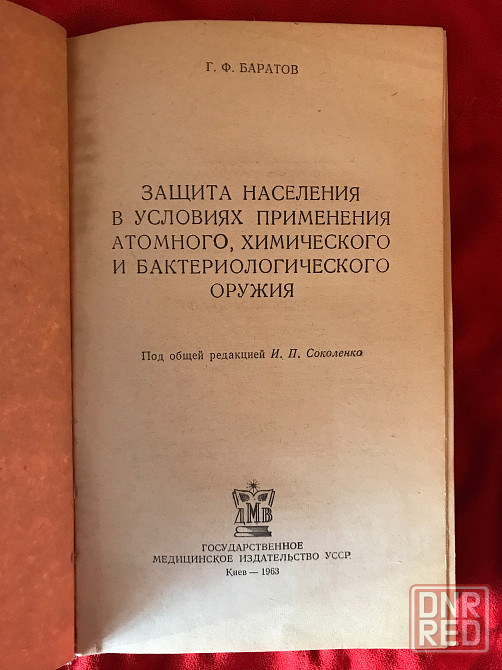 Г. Ф. БАРАТОВ
ЗАЩИТА НАСЕЛЕНИЯ
В УСЛОВИЯХ ПРИМЕНЕНИЯ
АТОМНОГО, ХИМИЧЕСКОГО
И БАКТЕРИОЛОГИЧЕСКОГО
ОРУЖИЯ
Под общей редакцией И. П. Соколенко
ДМВ
ГОСУДАРСТВЕННОЕ
МЕДИЦИНСКОЕ ИЗДАТЕЛЬСТВО УССР
Киев — 1963
DNR
RED